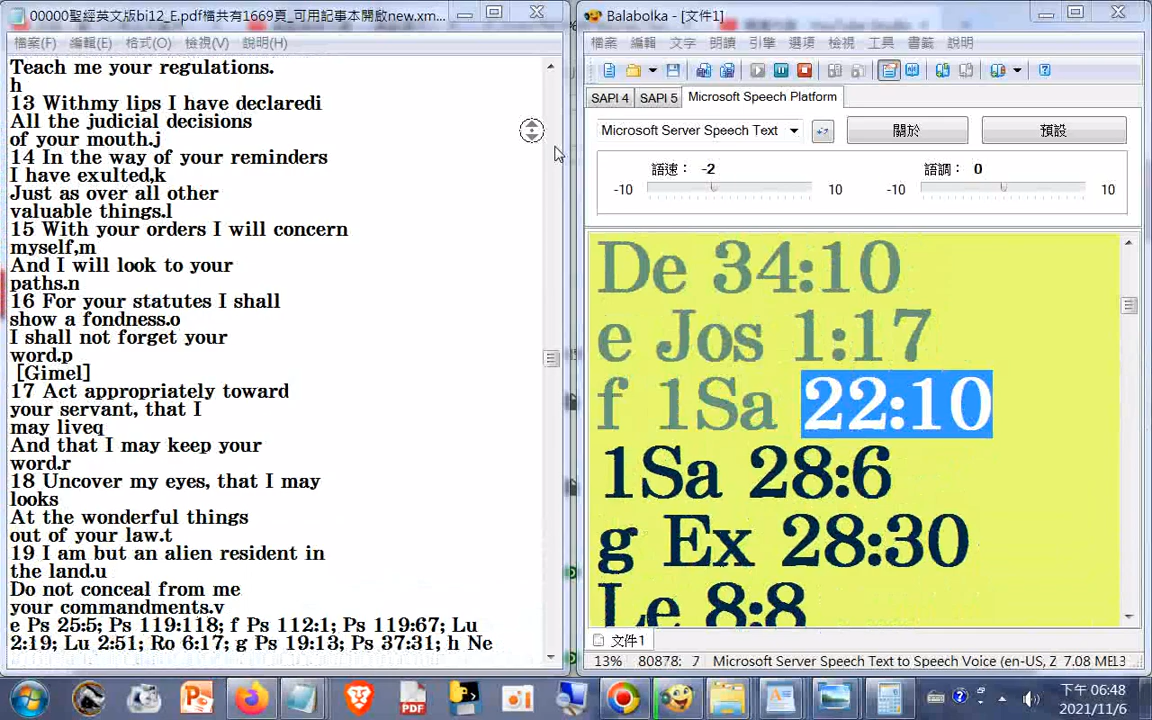 00000聖經英文版bi12_E.pdf檔共有1669頁_可用記事本開啟new.xm...
檔案(F) 編輯(E) 格式(O) 檢視(V) 說明(H)
Teach me your regulations.
h
13 Withmy lips I have declaredi
All the judicial decisions
of your mouth.j
14 In the way of your reminders
I have exulted,k
Just as over all other
valuable things.l
15 With your orders I will concern
myself,m
And I will look to your
paths.n
16 For your statutes I shall
show a fondness.o
I shall not forget your
word.p
[Gimel]
17 Act appropriately toward
your servant, that I
may liveq
And that I may keep your
word.r
18 Uncover my eyes, that I may
looks
At the wonderful things
out of your law.t
19 I am but an alien resident in
the land.u
Do not conceal from me
your commandments.v
e Ps 25:5; Ps 119:118; f Ps 112:1; Ps 119:67; Lu
2:19; Lu 2:51; Ro 6:17; g Ps 19:13; Ps 37:31; h Ne
Balabolka - [文件1]
檔案 編輯 文字 朗讀 引擎 選項 檢視 工具 書籤 說明
SAPI 4 SAPI 5 Microsoft Speech Platform
Microsoft Server Speech Text 關於 預設
語速： -2 語調： 0
-10 10 -10 10
De 34:10
e Jos 1:17
f 1Sa 22:10
1Sa 28:6
g Ex 28:30
Le 8:8
文件1
13% 80878: 7 Microsoft Server Speech Text to Speech Voice (en-US, Z 7.08 МЕ
PDF
下午 06:48
2021/11/6